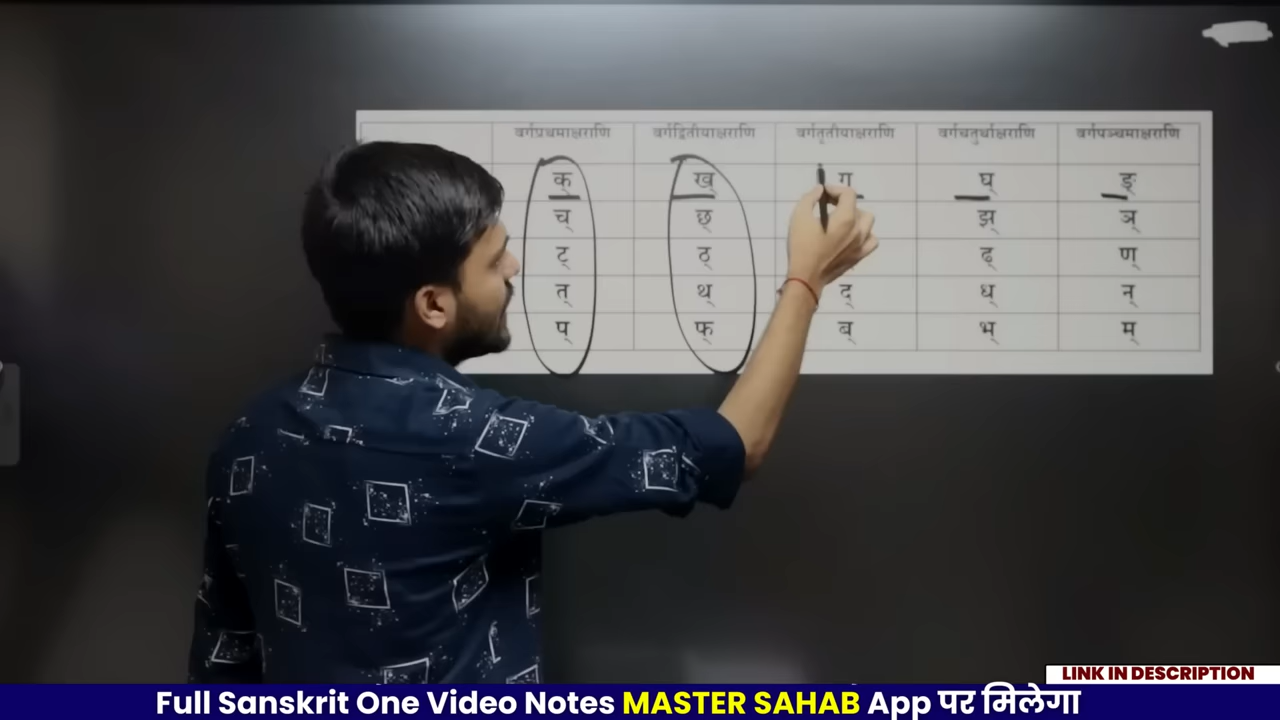 वर्गप्रथमाक्षराणि वर्गद्वितीयाक्षराणि वर्गतृतीयाक्षराणि वर्गचतुर्थाक्षराणि वर्गपञ्चमाक्षराणि
क् ख् ग् घ् ङ्
च् छ् झ् ञ्
ट् ठ् ढ् ण्
त् थ् द् ध् न्
प् फ् ब् भ् म्
LINK IN DESCRIPTION
Full Sanskrit One Video Notes MASTER SAHAB App पर मिलेगा